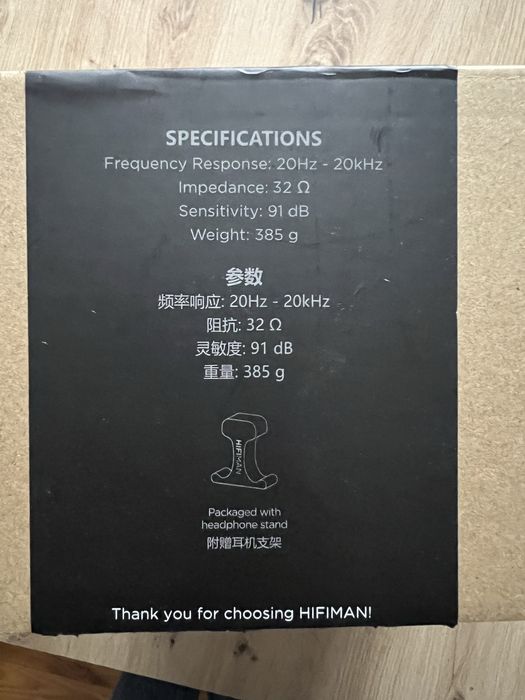 SPECIFICATIONS
Frequency Response: 20Hz - 20kHz
Impedance: 32 Ω
Sensitivity: 91 dB
Weight: 385 g
参数
频率响应: 20Hz - 20kHz
阻抗: 32 Ω
灵敏度: 91 dB
重量: 385 g
HIFIMAN
Packaged with
headphone stand
附赠耳机支架
Thank you for choosing HIFIMAN!